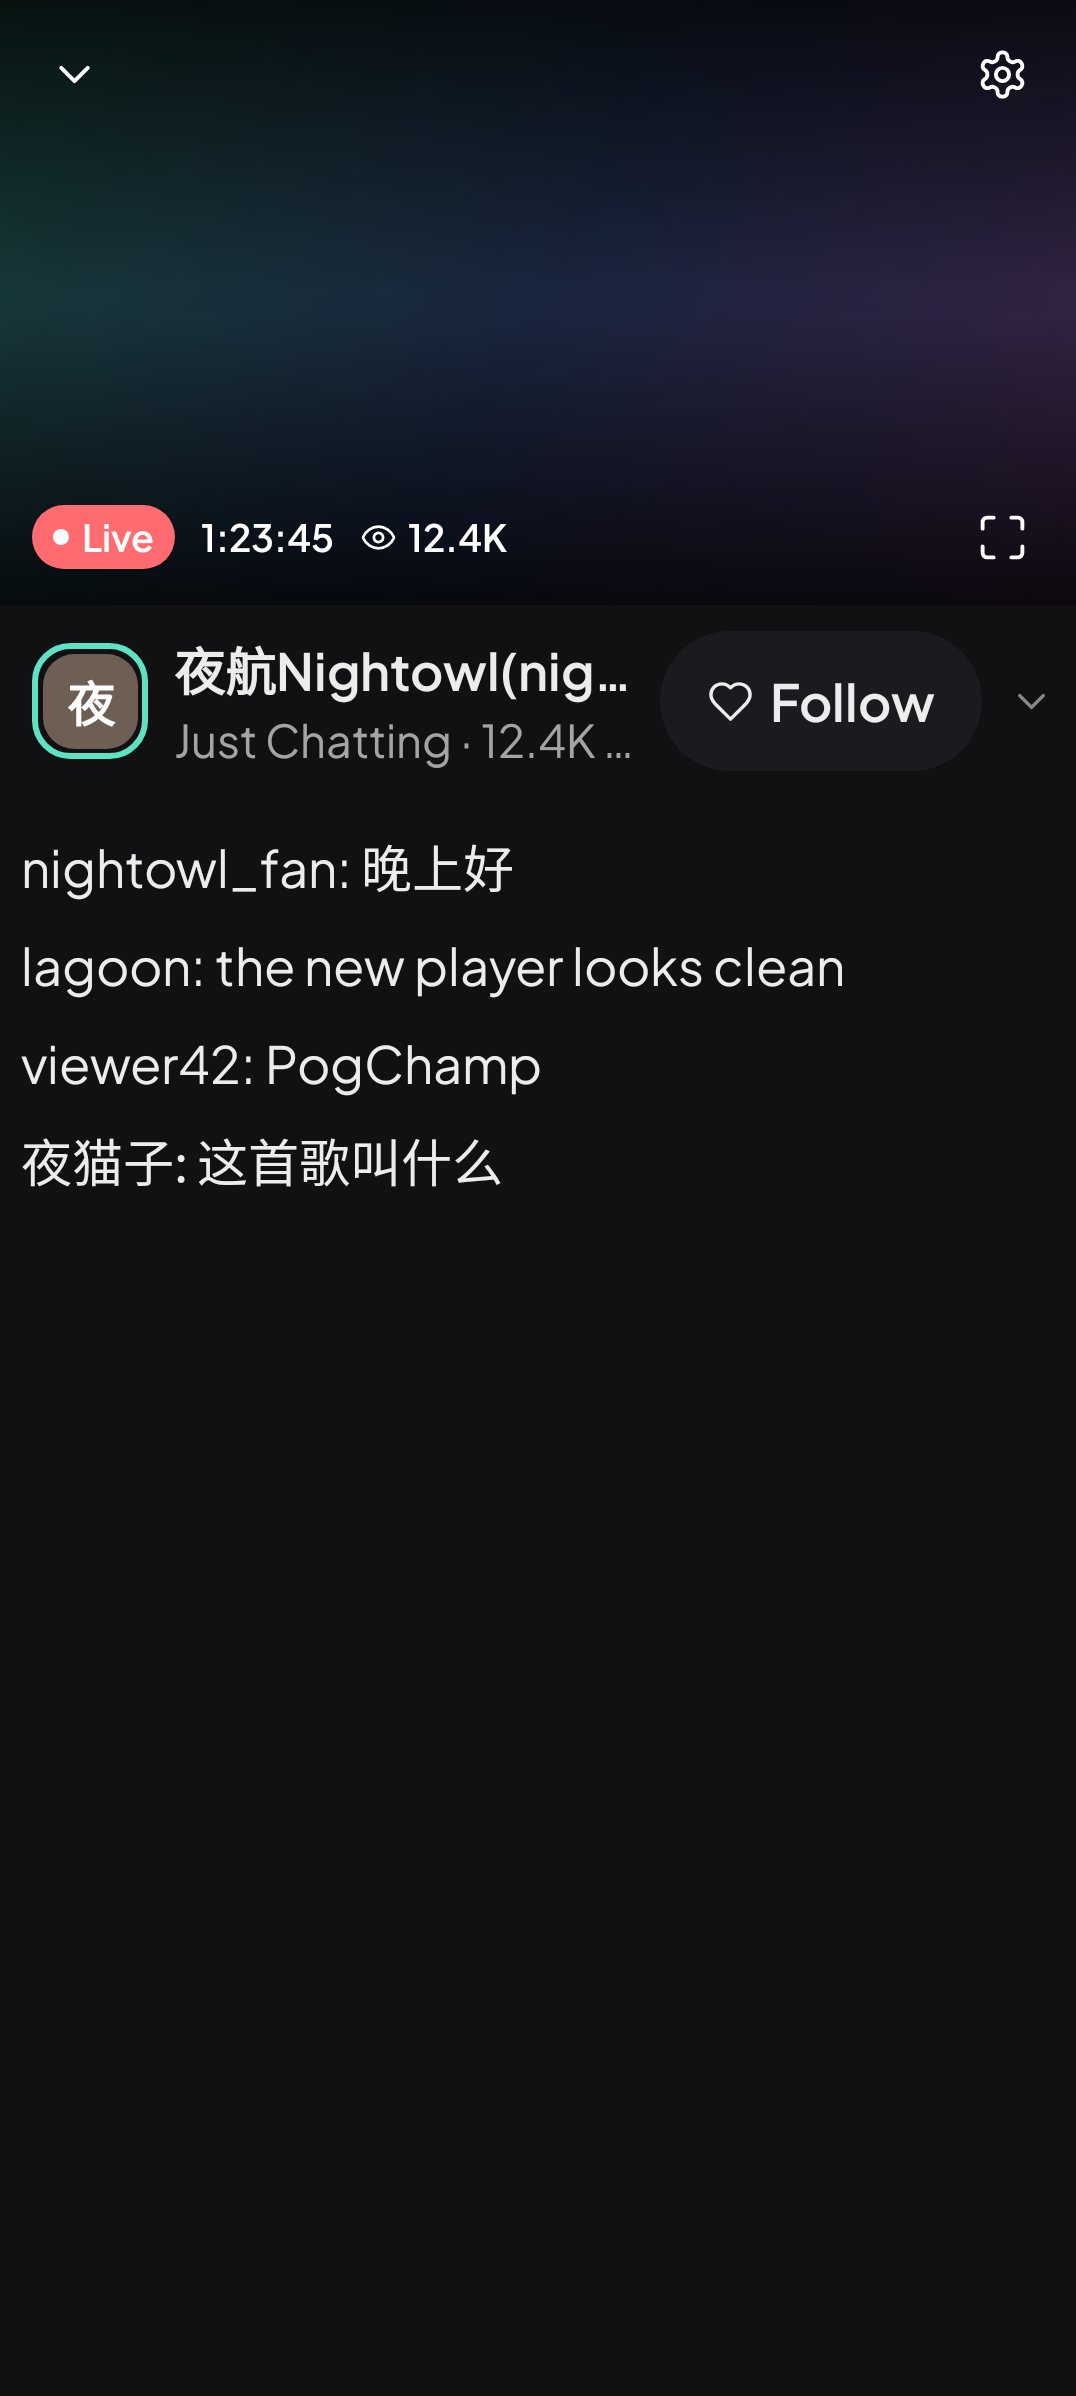 Live 1:23:45 12.4K
夜
夜航Nightowl(nig...
Follow
Just Chatting · 12.4K ...
nightowl_fan: 晚上好
lagoon: the new player looks clean
viewer42: PogChamp
夜猫子: 这首歌叫什么